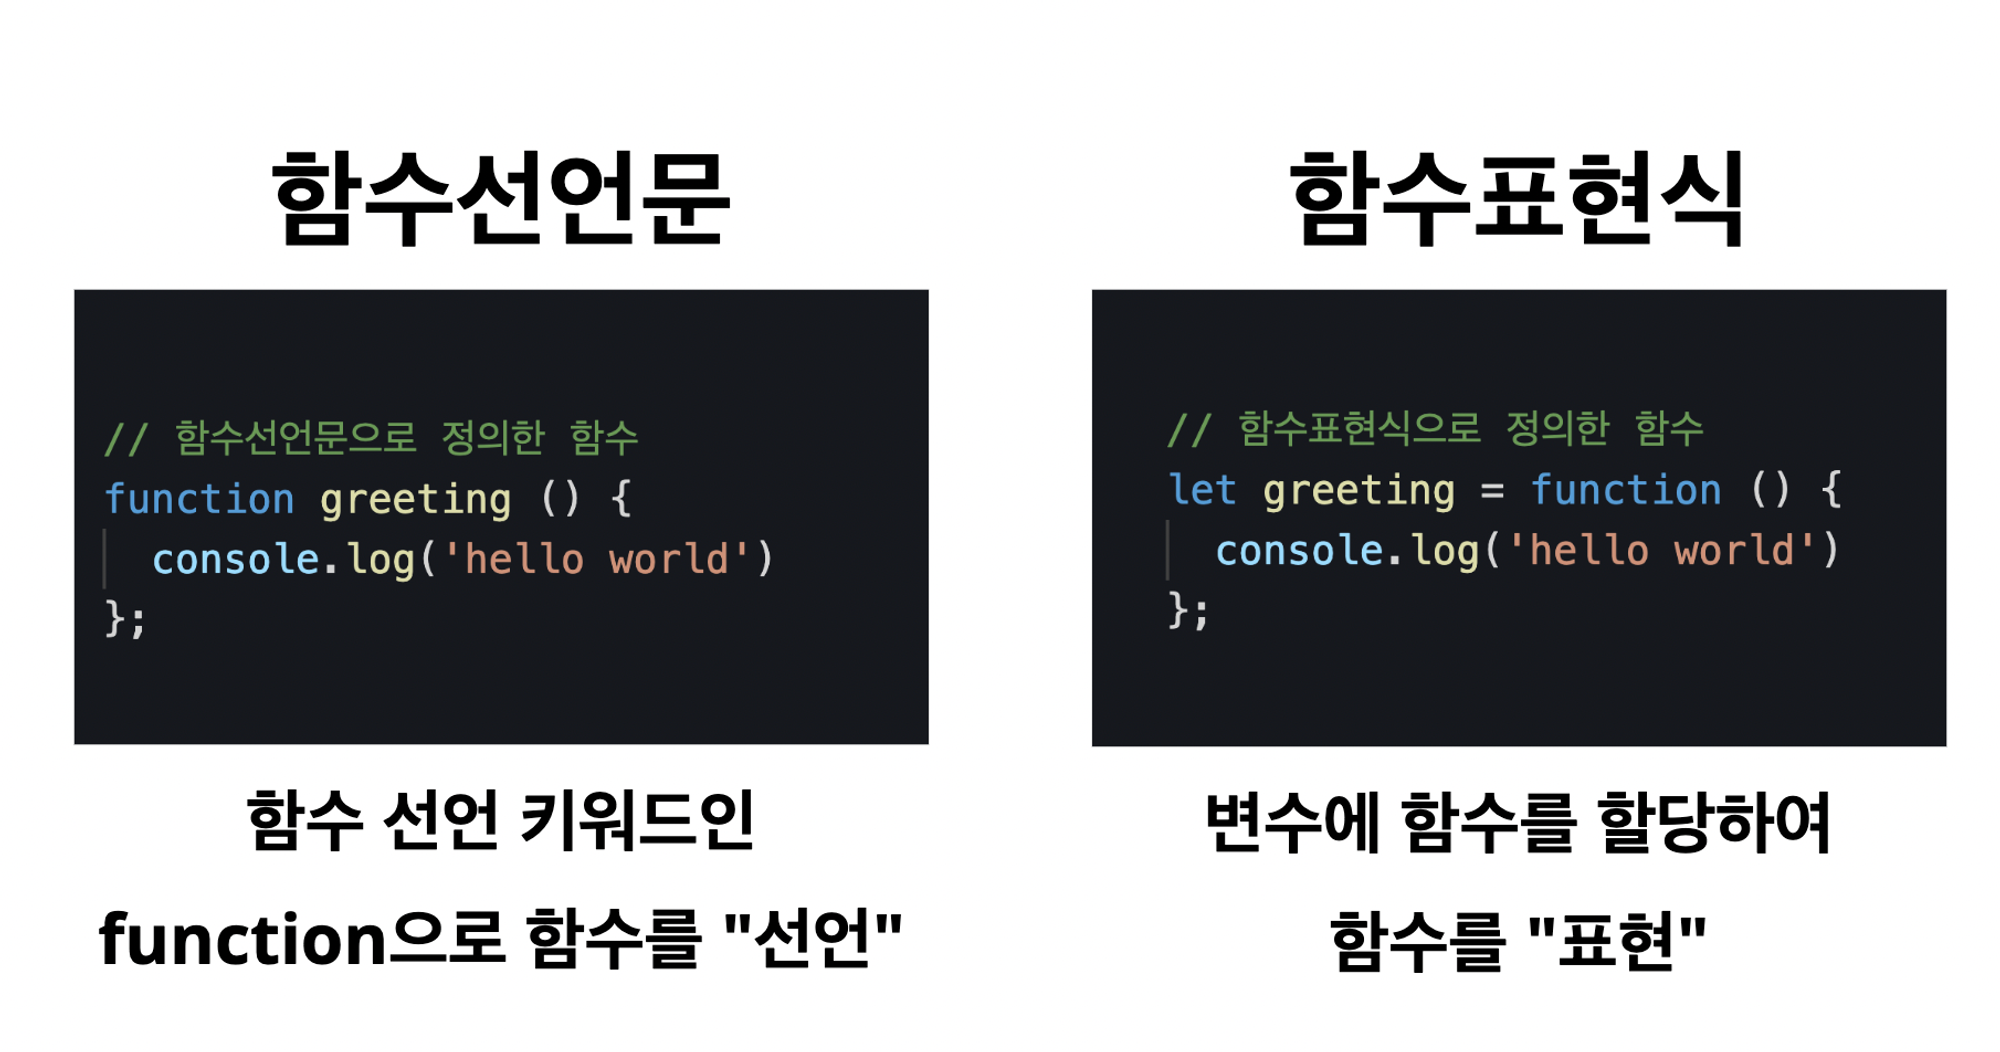 함수선언문
// 함수선언문으로 정의한 함수
function greeting () {
console.log('hello world')
};
함수 선언 키워드인
function으로 함수를 "선언"
함수표현식
// 함수표현식으로 정의한 함수
let greeting = function () {
console.log('hello world')
};
변수에 함수를 할당하여
함수를 "표현"